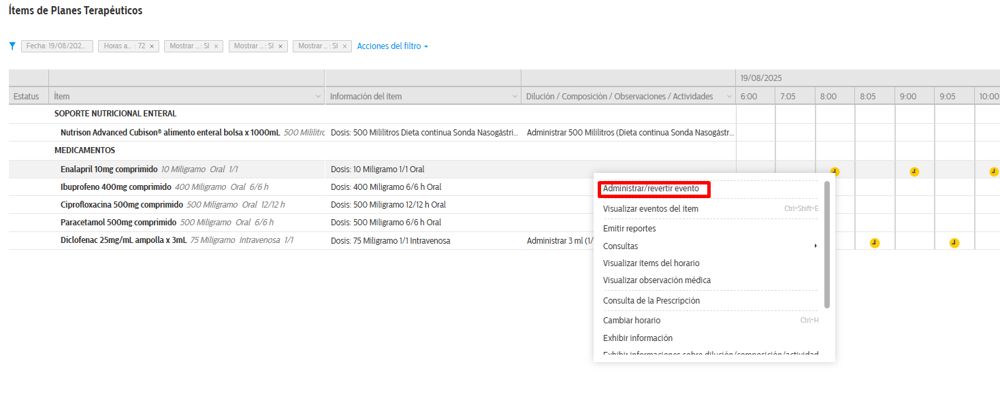 Ítems de Planes Terapéuticos
Fecha: 19/08/202... Horas a... : 72 × Mostrar ... : Sí × Mostrar ... : Sí × Mostrar ... : Sí × Acciones del filtro
19/08/2025
Estatus Ítem Información del ítem Dilución / Composición / Observaciones / Actividades 6:00 7:05 8:00 8:05 9:00 9:05 10:00
SOPORTE NUTRICIONAL ENTERAL
Nutrison Advanced Cubison® alimento enteral bolsa x 1000mL 500 Mililitro Dosis: 500 Mililitros Dieta continua Sonda Nasogástri... Administrar 500 Mililitros (Dieta continua Sonda Nasogástr...
MEDICAMENTOS
Enalapril 10mg comprimido 10 Miligramo Oral 1/1 Dosis: 10 Miligramo 1/1 Oral
Ibuprofeno 400mg comprimido 400 Miligramo Oral 6/6 h Dosis: 400 Miligramo 6/6 h Oral
Ciprofloxacina 500mg comprimido 500 Miligramo Oral 12/12 h Dosis: 500 Miligramo 12/12 h Oral
Paracetamol 500mg comprimido 500 Miligramo Oral 6/6 h Dosis: 500 Miligramo 6/6 h Oral
Diclofenac 25mg/mL ampolla x 3mL 75 Miligramo Intravenosa 1/1 Dosis: 75 Miligramo 1/1 Intravenosa Administrar 3 ml (1/
Administrar/revertir evento
Visualizar eventos del ítem Ctrl+Shift+E
Emitir reportes
Consultas
Visualizar ítems del horario
Visualizar observación médica
Consulta de la Prescripción
Cambiar horario Ctrl+H
Exhibir información
Exhibir informaciones sobre dilución/composición/actividad